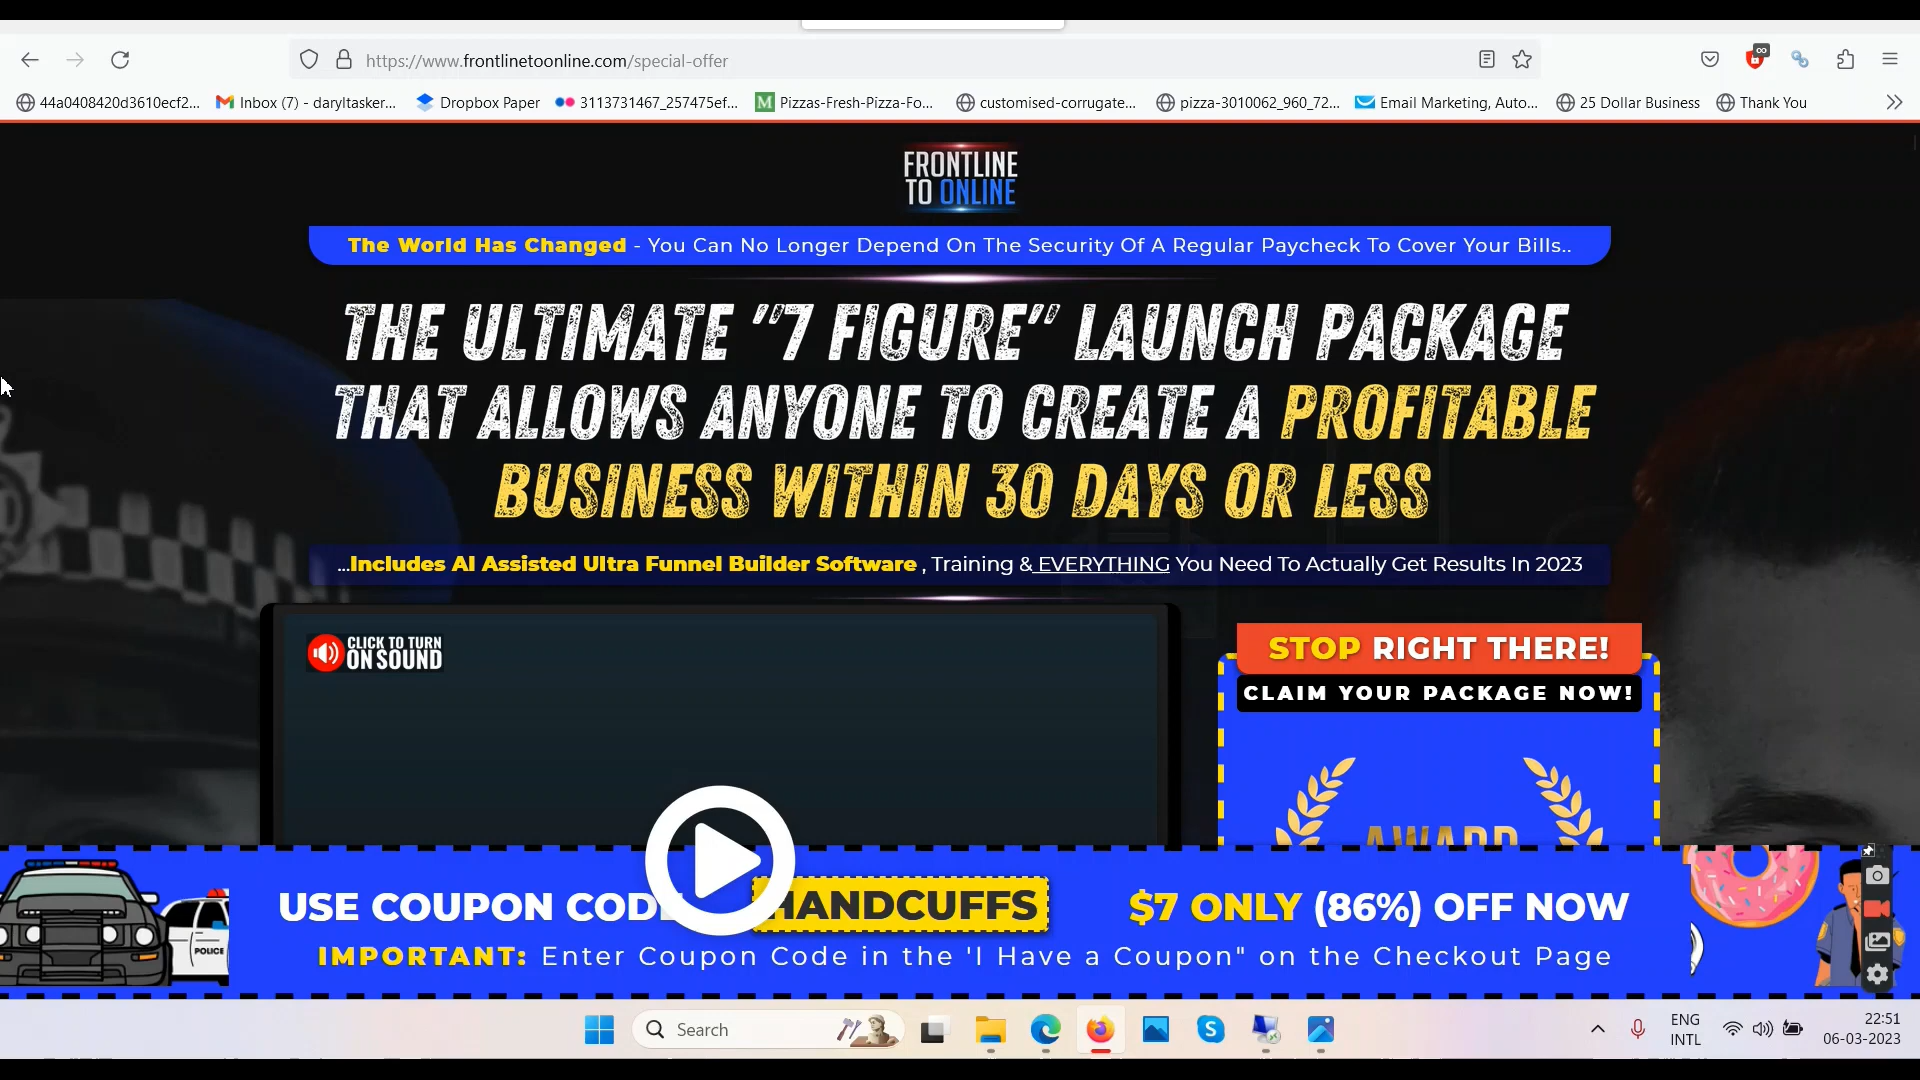 https://www.frontlinetoonline.com/special-offer
44a0408420d3610ecf2...
Inbox (7) - daryltasker...
Dropbox Paper
3113731467_257475ef...
M Pizzas-Fresh-Pizza-Fo...
customised-corrugate...
pizza-3010062_960_72...
Email Marketing, Auto...
25 Dollar Business
Thank You
FRONTLINE
TO ONLINE
The World Has Changed - You Can No Longer Depend On The Security Of A Regular Paycheck To Cover Your Bills..
THE ULTIMATE "7 FIGURE" LAUNCH PACKAGE
THAT ALLOWS ANYONE TO CREATE A PROFITABLE
BUSINESS WITHIN 30 DAYS OR LESS
...Includes AI Assisted Ultra Funnel Builder Software , Training & EVERYTHING You Need To Actually Get Results In 2023
CLICK TO TURN
ON SOUND
STOP RIGHT THERE!
CLAIM YOUR PACKAGE NOW!
AWARD
USE COUPON CODE HANDCUFFS $7 ONLY (86%) OFF NOW
IMPORTANT: Enter Coupon Code in the 'I Have a Coupon" on the Checkout Page
POLICE
Search
ENG
INTL
22:51
06-03-2023